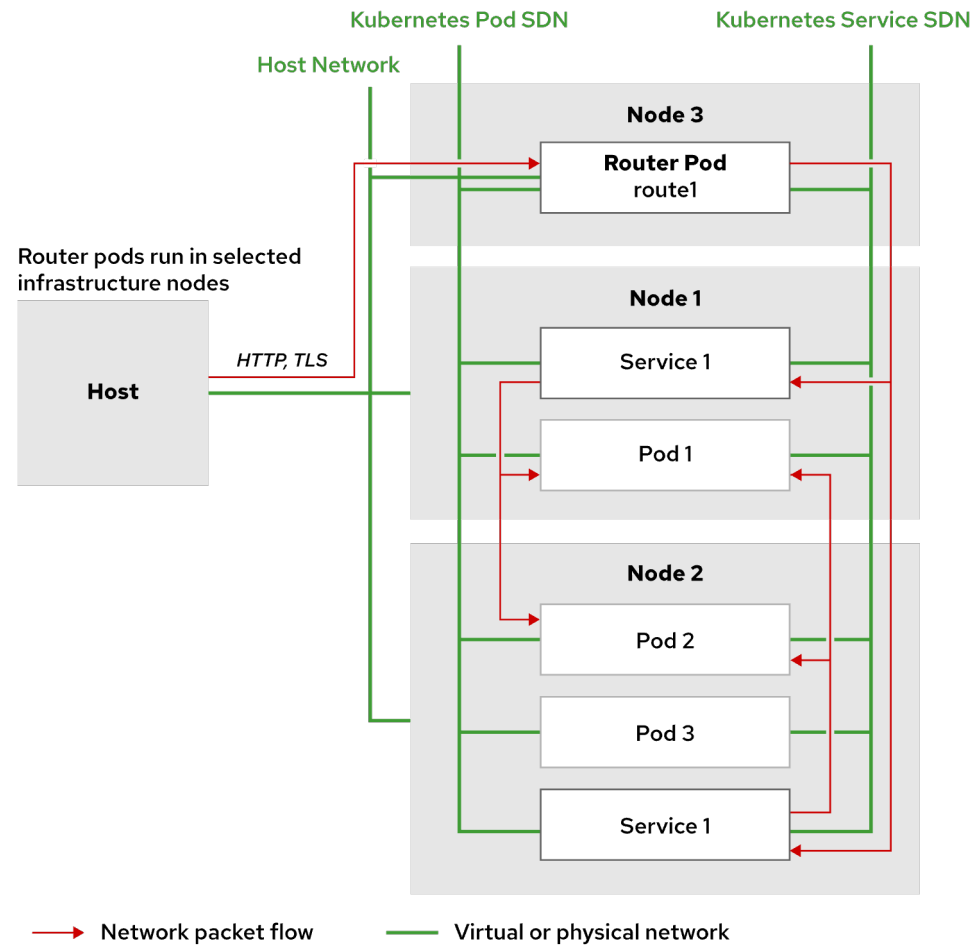 Kubernetes Pod SDN
Kubernetes Service SDN
Host Network
Node 3
Router Pod
route1
Router pods run in selected
infrastructure nodes
Host
HTTP, TLS
Node 1
Service 1
Pod 1
Node 2
Pod 2
Pod 3
Service 1
Network packet flow
Virtual or physical network